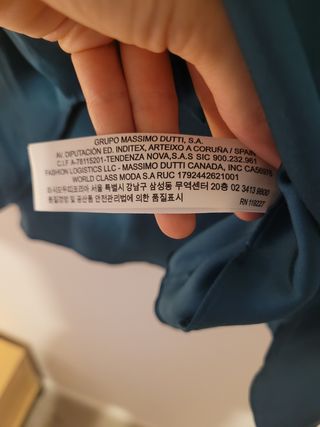 GRUPO MASSIMO DUTTI, S.A.
AV. DIPUTACIÓN ED. INDITEX, ARTEIXO A CORUÑA / SPAIN
C.I.F A-78115201-TENDENZA NOVA,S.A.S SIC 900.232.961
FASHION LOGISTICS LLC - MASSIMO DUTTI CANADA, INC CA56976
WORLD CLASS MODA S.A RUC 1792442621001
서울 특별시 강남구 삼성동 무역센터 20층 02 3413 9800
품질경영 및 공산품 안전관리법에 의한 품질표시
RN 119227